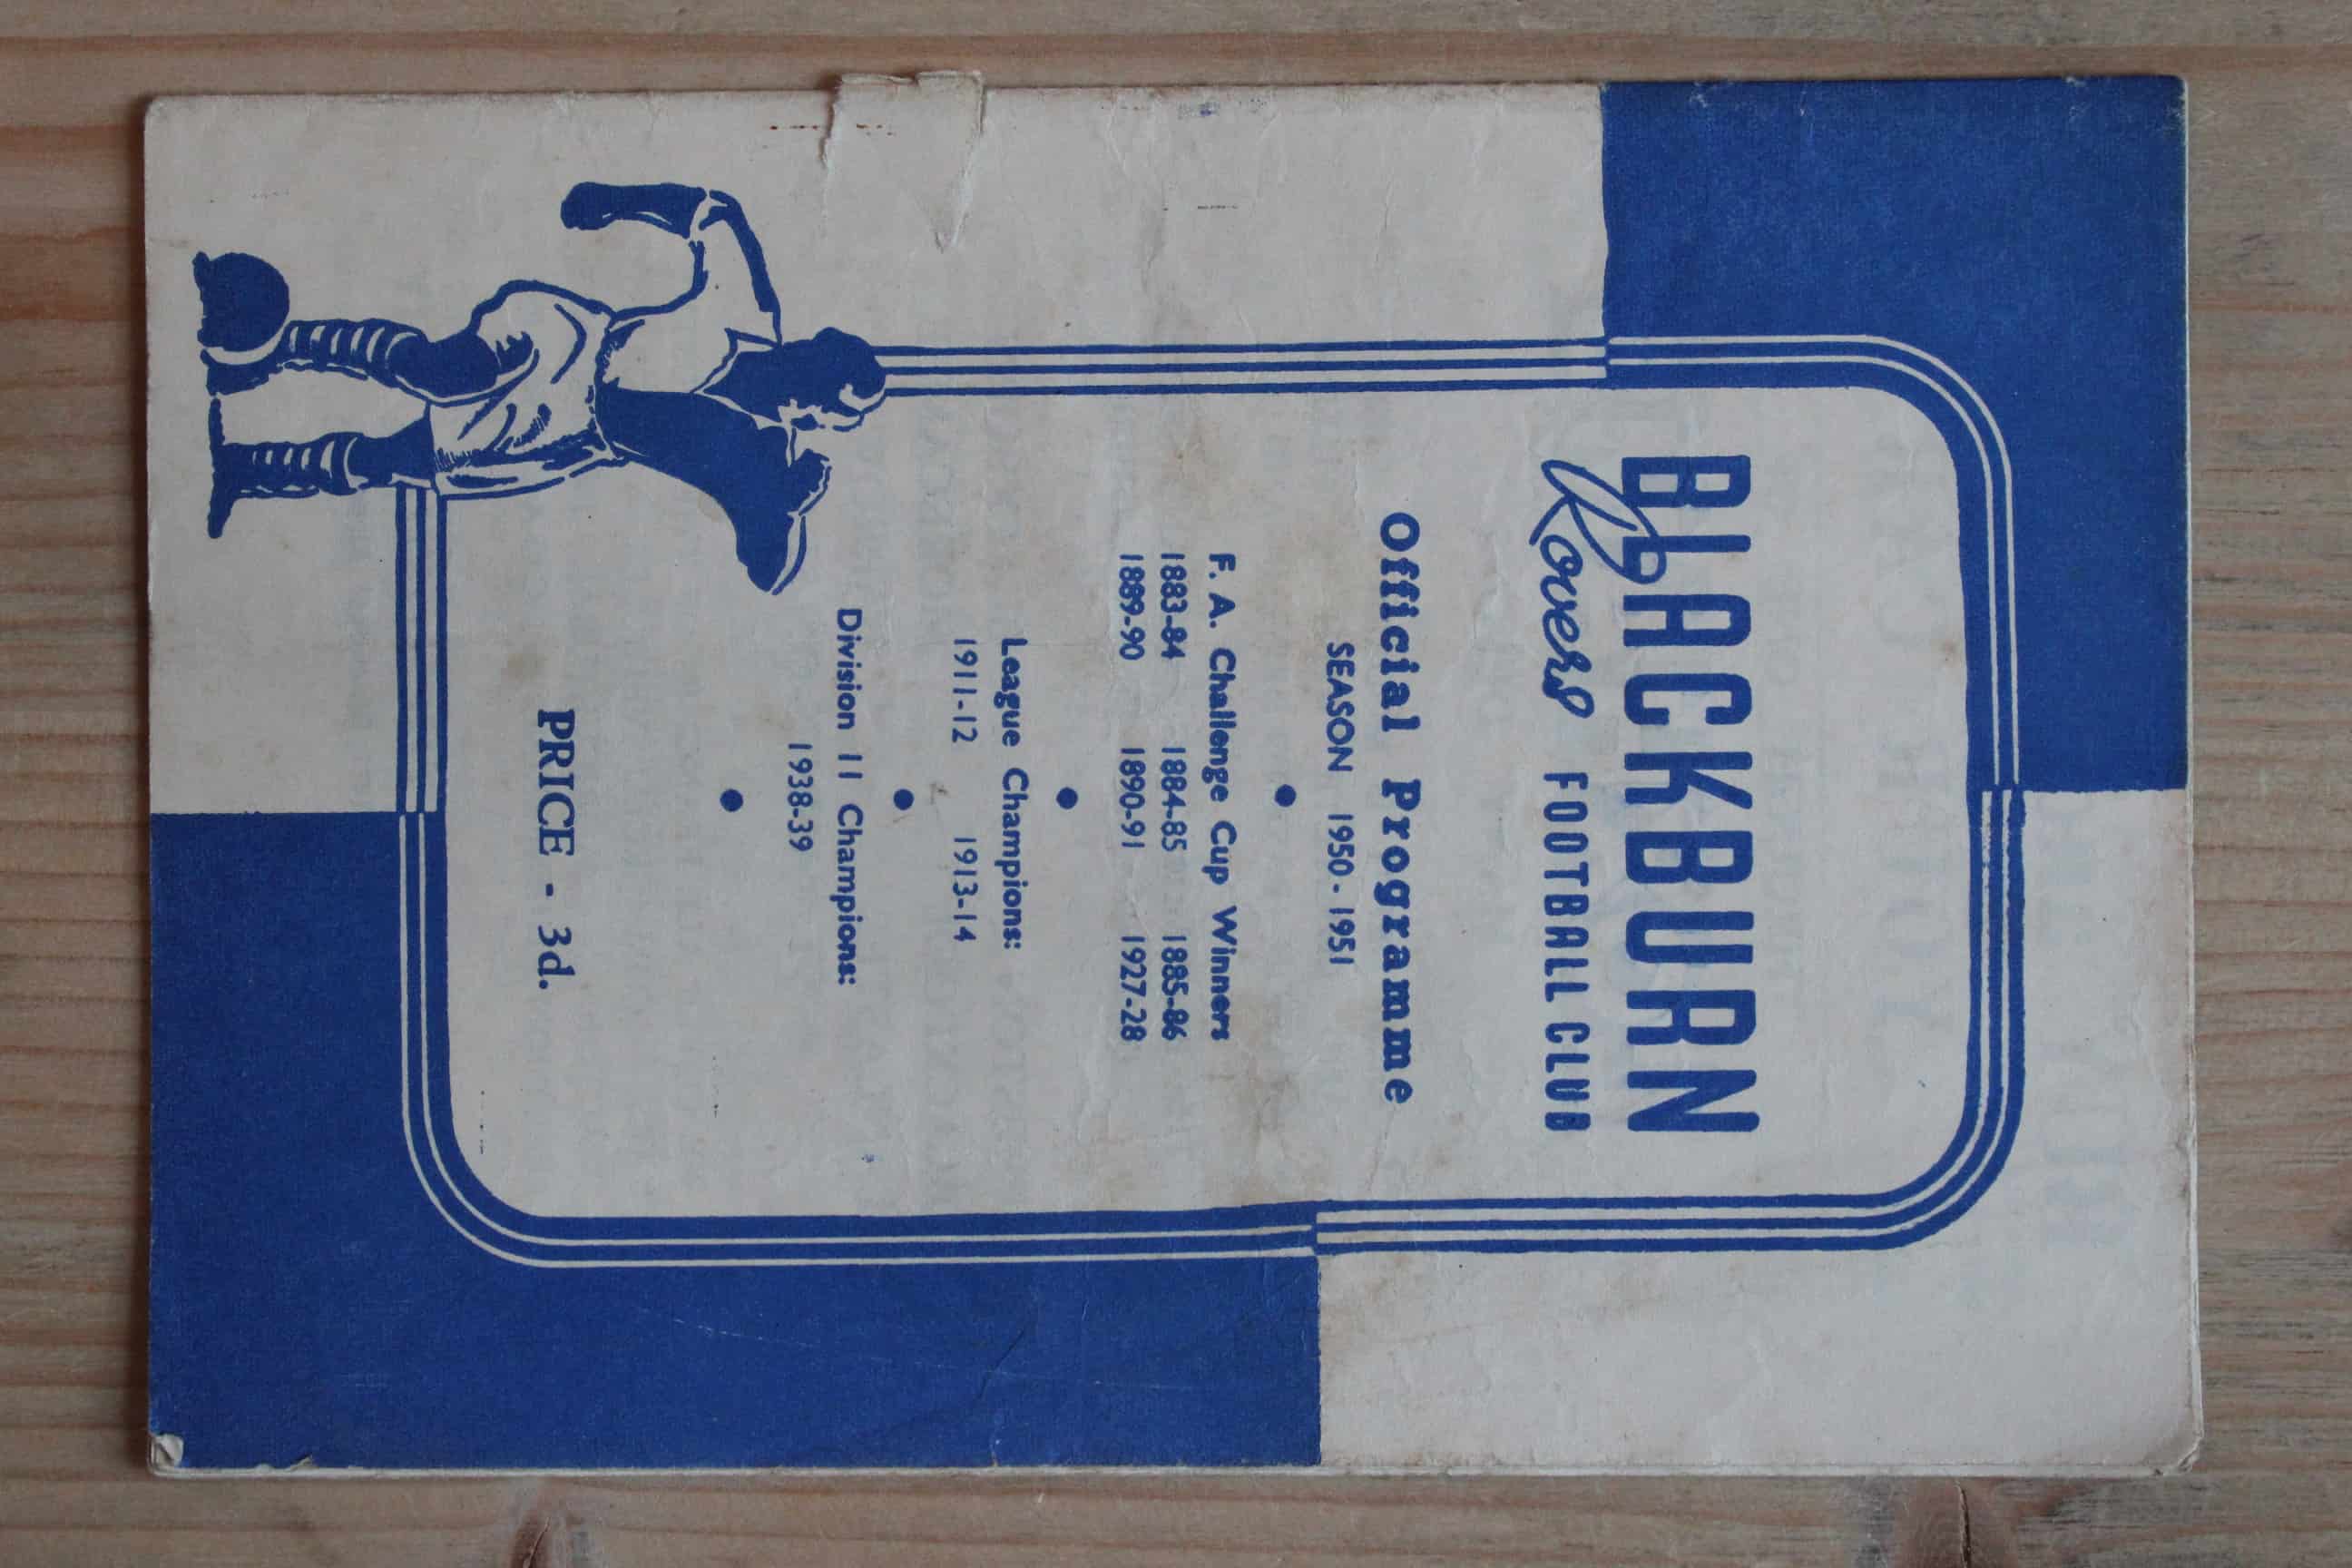 BLACKBURN
Rovers FOOTBALL CLUB
Official Programme
SEASON 1950-1951
F. A. Challenge Cup Winners
1883-84 1884-85 1885-86
1889-90 1890-91 1927-28
League Champions:
1911-12 1913-14
Division 11 Champions:
1938-39
PRICE - 3d.